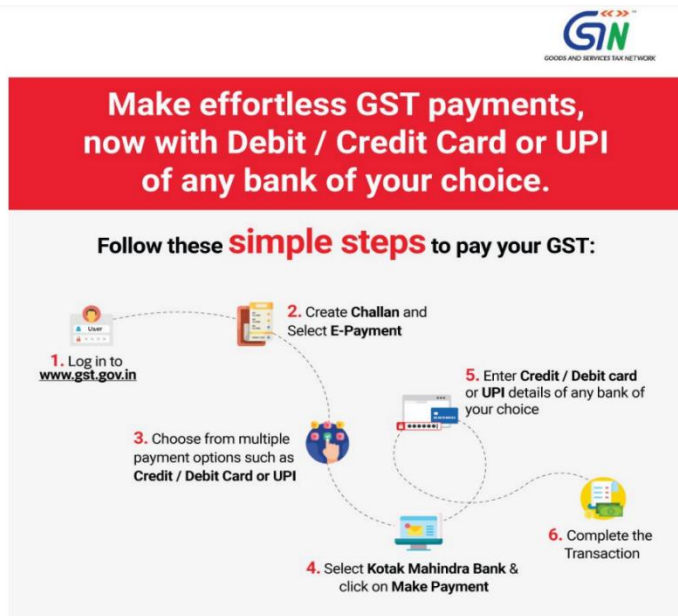 GSTN
GOODS AND SERVICES TAX NETWORK
Make effortless GST payments,
now with Debit / Credit Card or UPI
of any bank of your choice.
Follow these simple steps to pay your GST:
User
1. Log in to
www.gst.gov.in
2. Create Challan and
Select E-Payment
3. Choose from multiple
payment options such as
Credit / Debit Card or UPI
4. Select Kotak Mahindra Bank &
click on Make Payment
5. Enter Credit / Debit card
or UPI details of any bank of
your choice
6. Complete the
Transaction